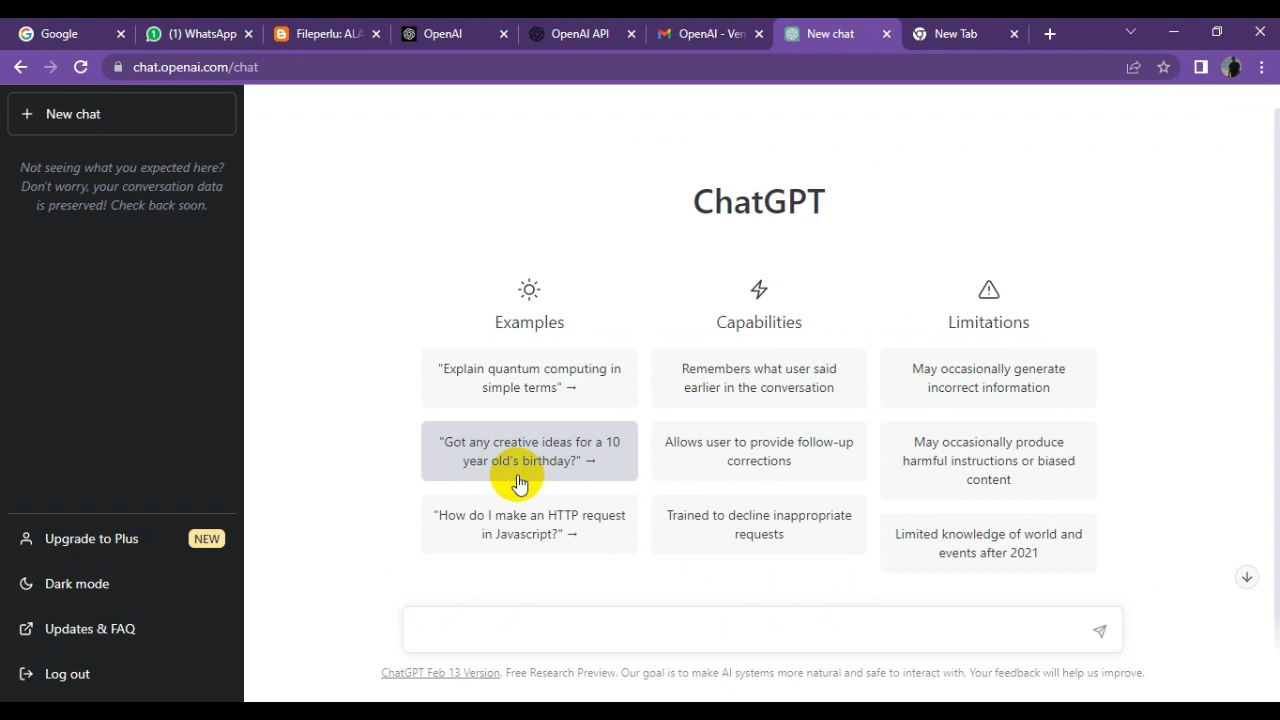 Google
(1) WhatsApp
Fileperlu: ALA
OpenAI
OpenAI API
OpenAI - Veri
New chat
New Tab
chat.openai.com/chat
+ New chat
Not seeing what you expected here?
Don't worry, your conversation data
is preserved! Check back soon.
Upgrade to Plus
NEW
Dark mode
Updates & FAQ
Log out
ChatGPT
Examples
"Explain quantum computing in
simple terms" →
"Got any creative ideas for a 10
year old's birthday?" →
"How do I make an HTTP request
in Javascript?" →
Capabilities
Remembers what user said
earlier in the conversation
Allows user to provide follow-up
corrections
Trained to decline inappropriate
requests
Limitations
May occasionally generate
incorrect information
May occasionally produce
harmful instructions or biased
content
Limited knowledge of world and
events after 2021
ChatGPT Feb 13 Version. Free Research Preview. Our goal is to make AI systems more natural and safe to interact with. Your feedback will help us improve.